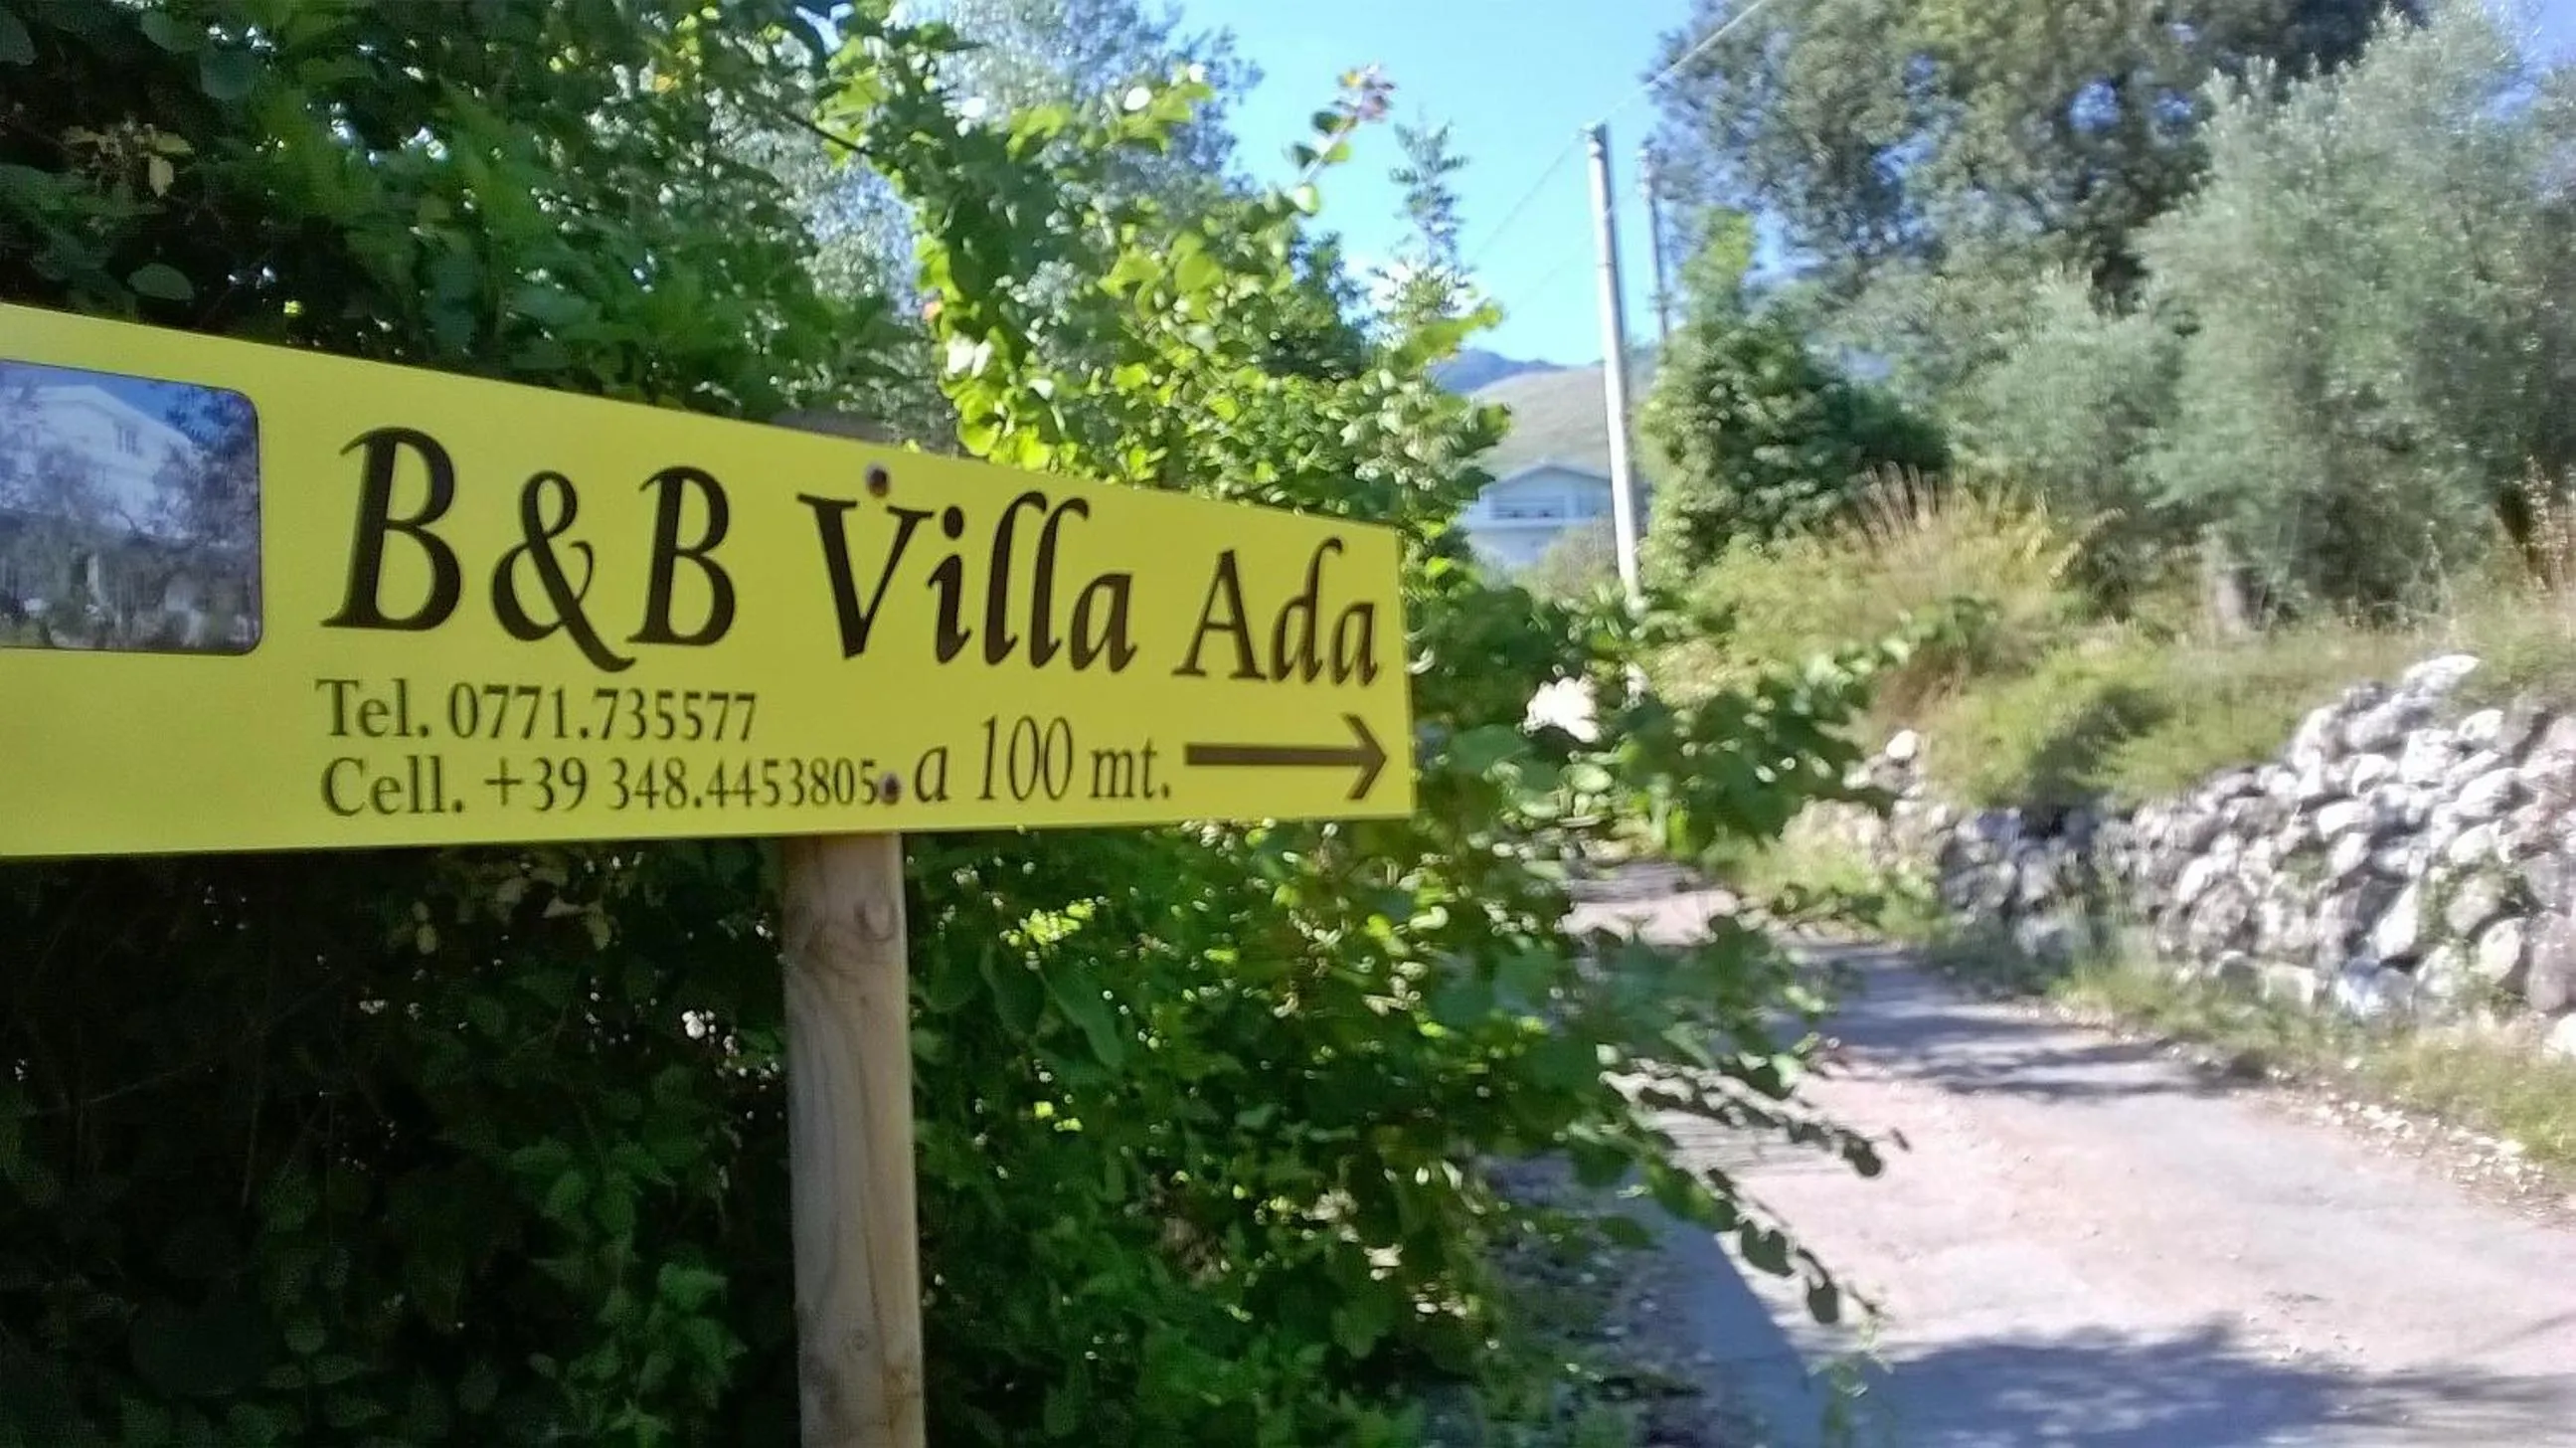 B&B Villa Ada
Tel. 0771.735577
Cell. +39 348.4453805 a 100 mt.